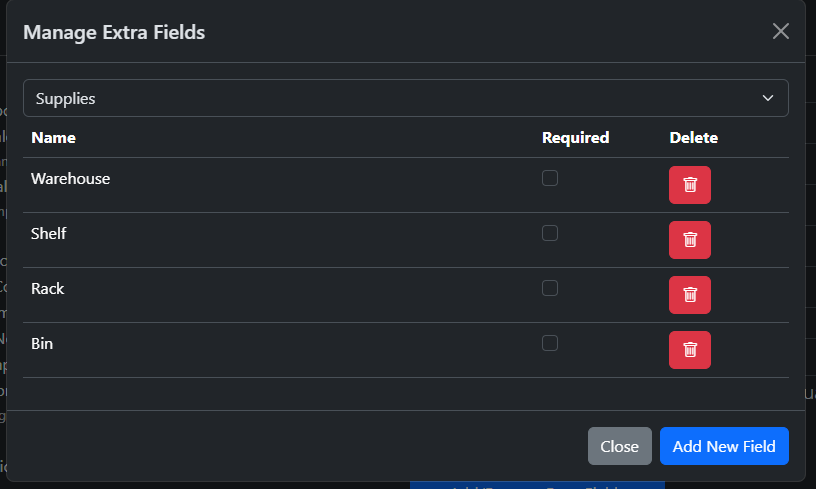 Manage Extra Fields
Supplies
Name Required Delete
Warehouse
Shelf
Rack
Bin
Close Add New Field